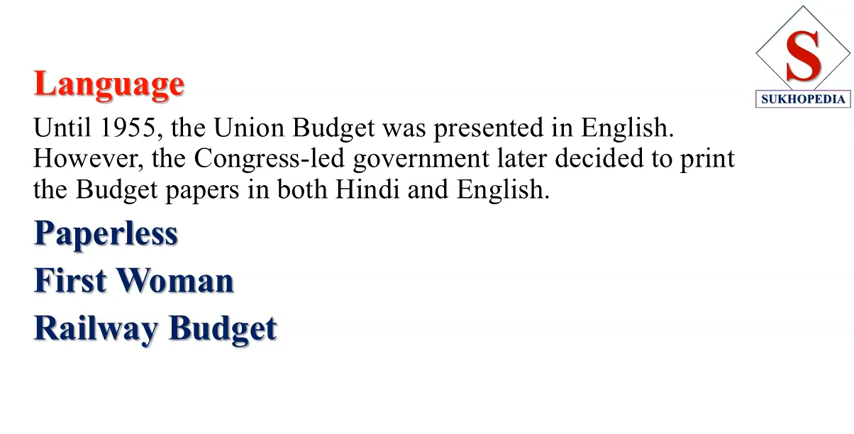 S
SUKHOPEDIA
Language
Until 1955, the Union Budget was presented in English.
However, the Congress-led government later decided to print
the Budget papers in both Hindi and English.
Paperless
First Woman
Railway Budget